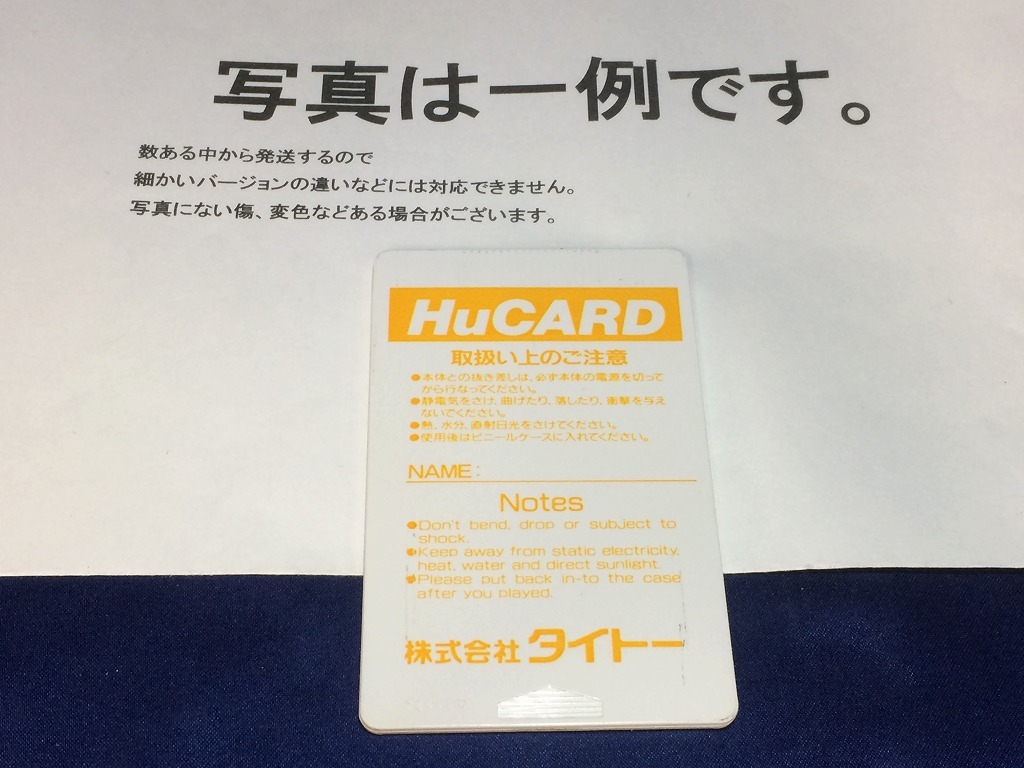 写真は一例です。
数ある中から発送するので
細かいバージョンの違いなどには対応できません。
写真にない傷、変色などある場合がございます。
HuCARD
取扱い上のご注意
●本体との抜き差しは、必ず本体の電源を切って
から行なってください。
●静電気をさけ、曲げたり、落したり、衝撃を与え
ないでください。
●熱、水分、直射日光をさけてください。
●使用後はビニールケースに入れてください。
NAME:
Notes
●Don't bend, drop or subject to
shock.
●Keep away from static electricity,
heat, water and direct sunlight.
●Please put back in-to the case
after you played.
株式会社 タイトー